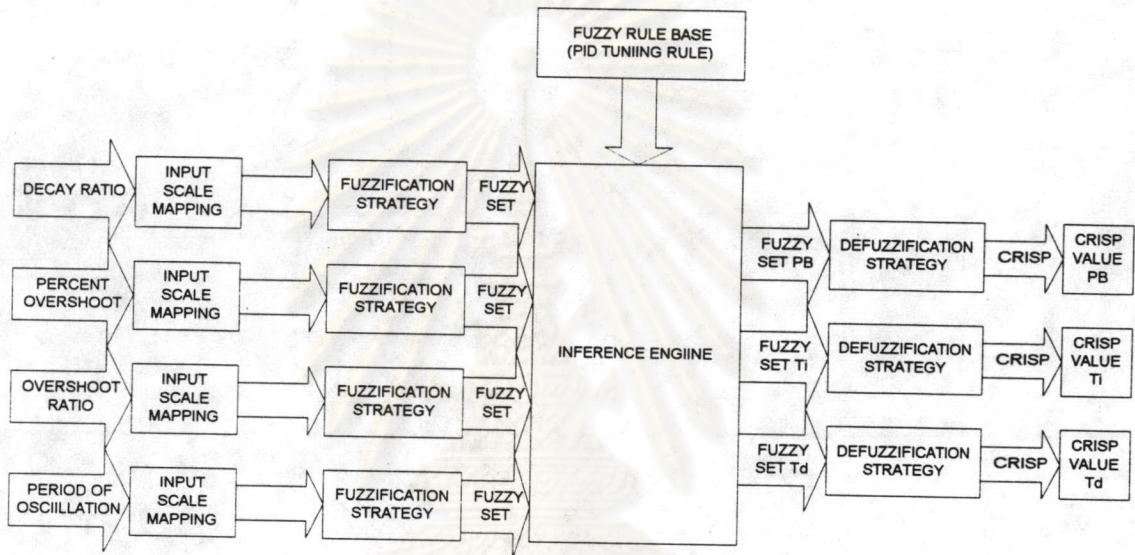 FUZZY RULE BASE
(PID TUNIING RULE)
DECAY RATIO
INPUT
SCALE
MAPPING
FUZZIFICATION
STRATEGY
FUZZY
SET
PERCENT
OVERSHOOT
INPUT
SCALE
MAPPING
FUZZIFICATION
STRATEGY
FUZZY
SET
OVERSHOOT
RATIO
INPUT
SCALE
MAPPING
FUZZIFICATION
STRATEGY
FUZZY
SET
PERIOD OF
OSCIILLATION
INPUT
SCALE
MAPPING
FUZZIFICATION
STRATEGY
FUZZY
SET
INFERENCE ENGIINE
FUZZY
SET PB
DEFUZZIFICATION
STRATEGY
CRISP
CRISP
VALUE
PB
FUZZY
SET Ti
DEFUZZIFICATION
STRATEGY
CRISP
CRISP
VALUE
Ti
FUZZY
SET Td
DEFUZZIFICATION
STRATEGY
CRISP
CRISP
VALUE
Td